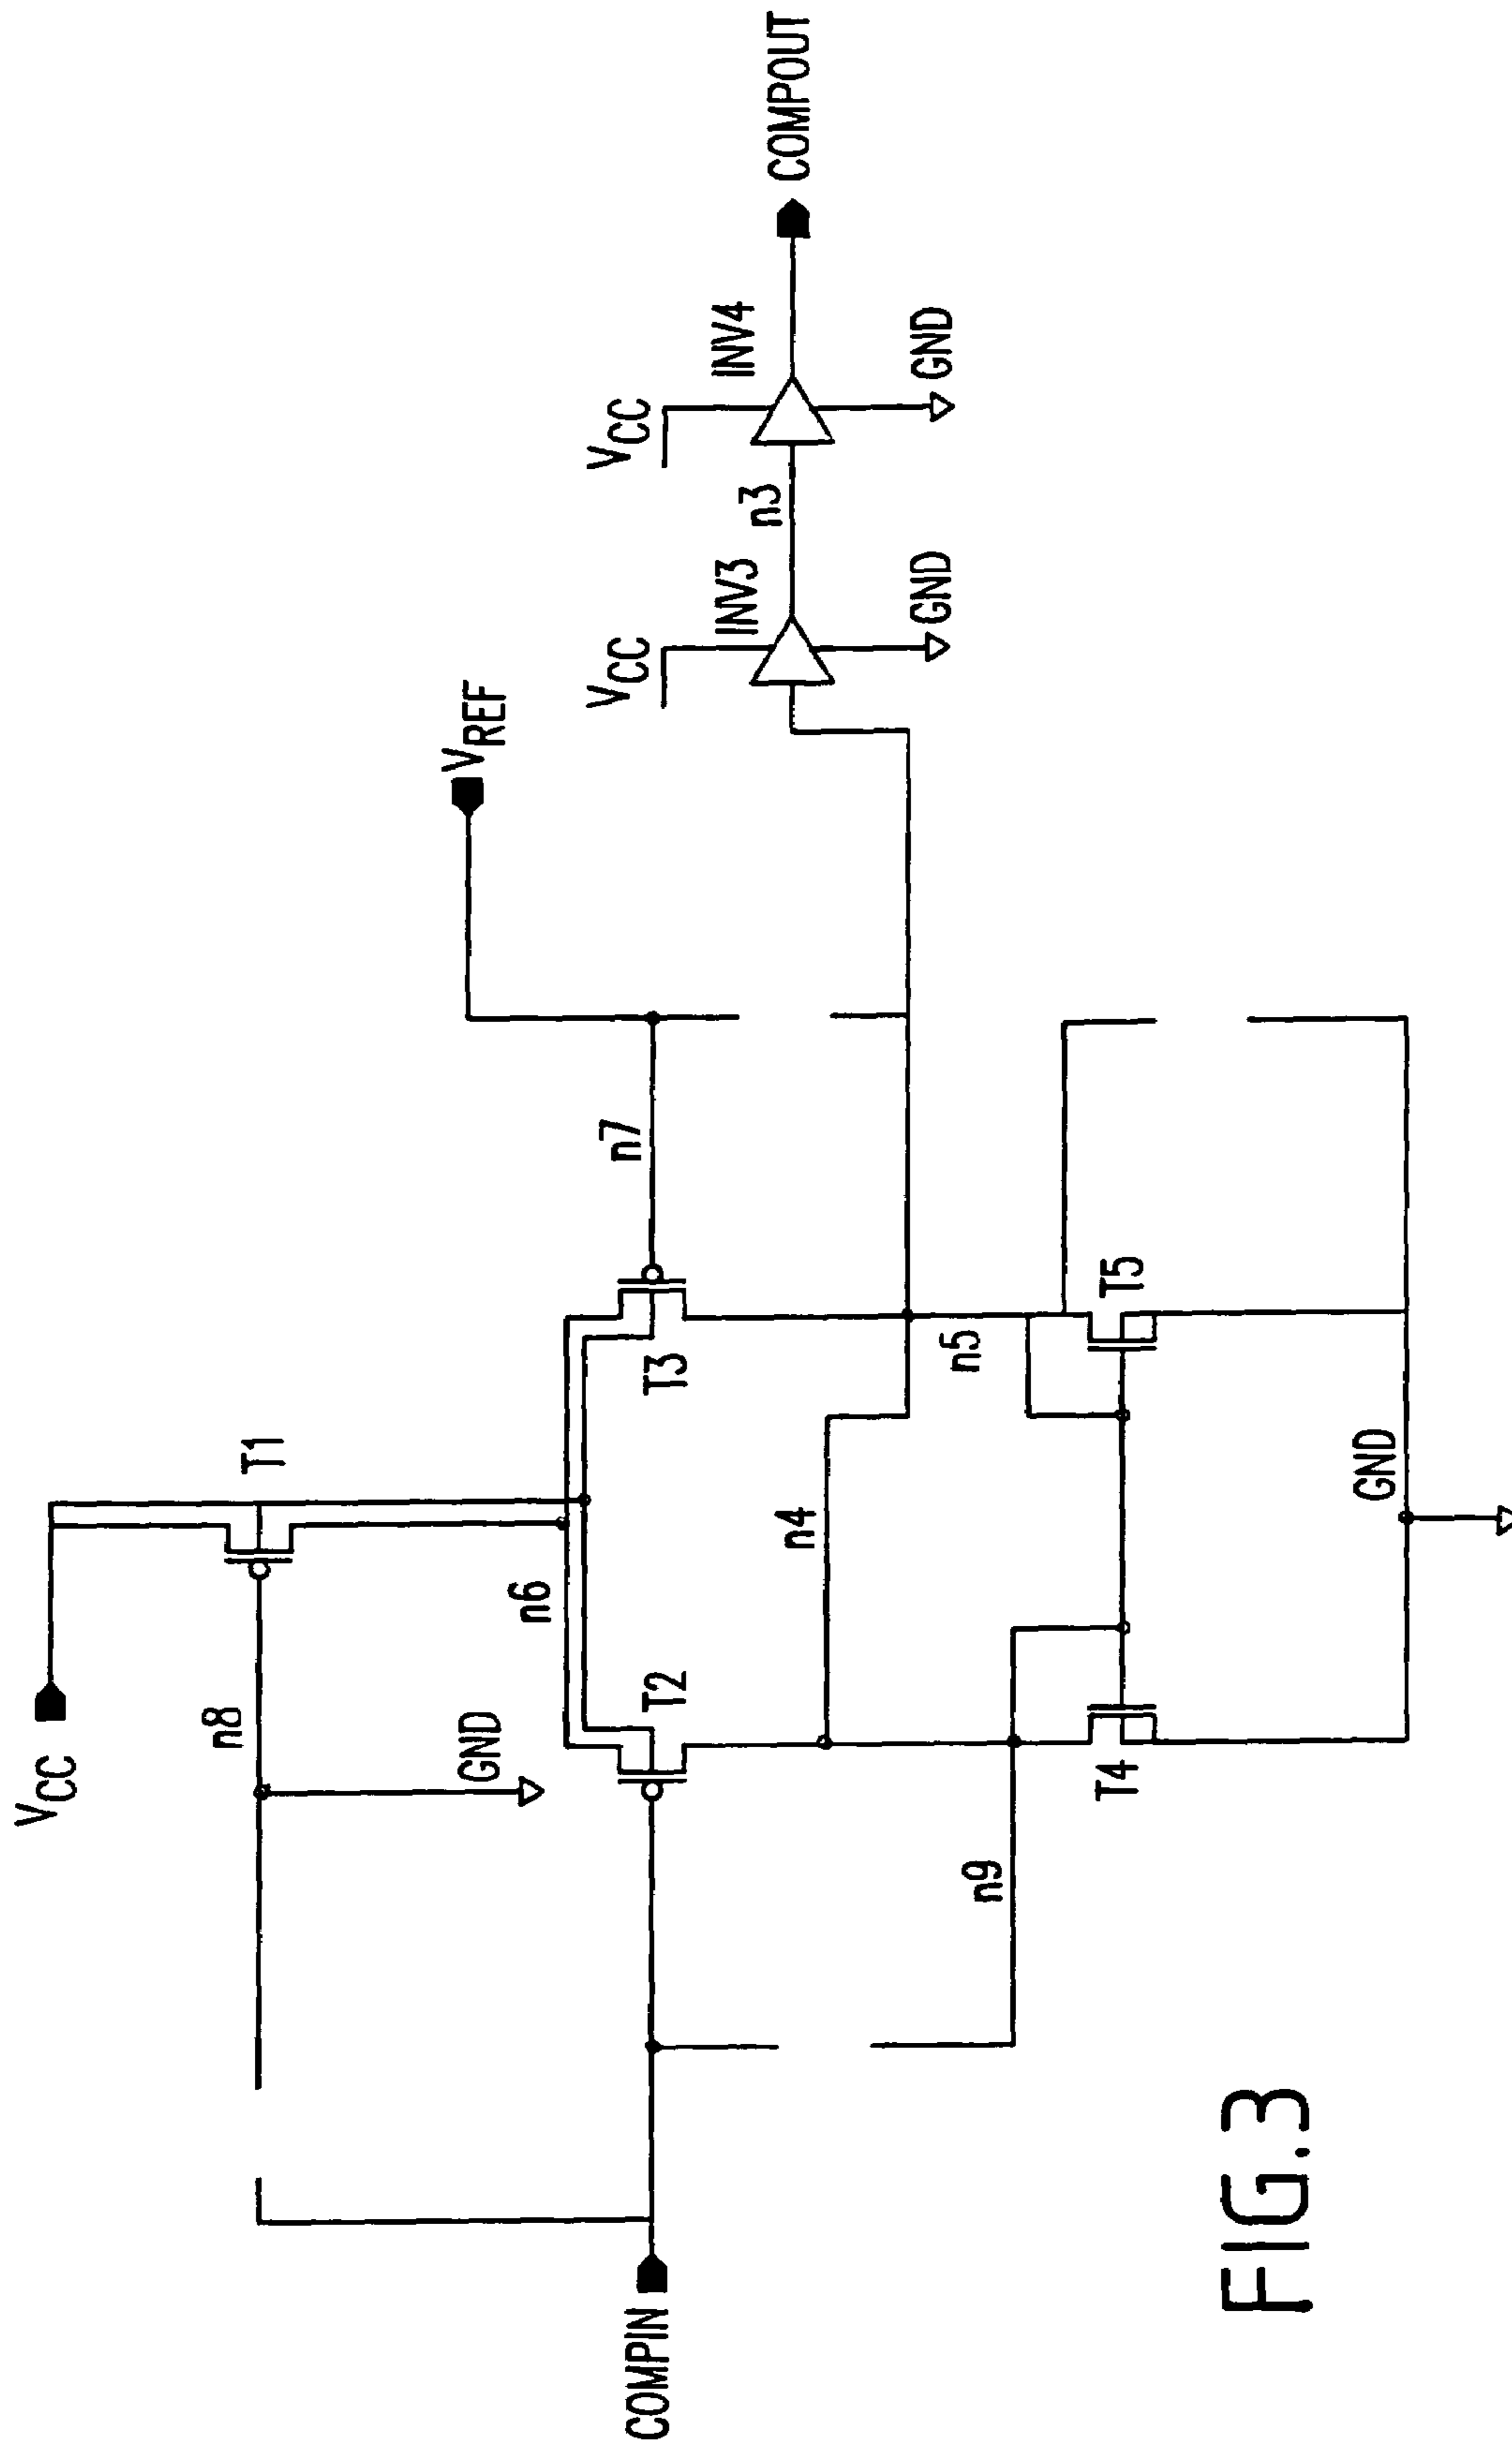 VCC
T1
n8
GND
n6
T2
T3
n7
VREF
COMPIN
n4
VCC
INV3
n3
VCC
INV4
COMPOUT
GND
GND
n9
n5
T4
T5
GND
FIG.3